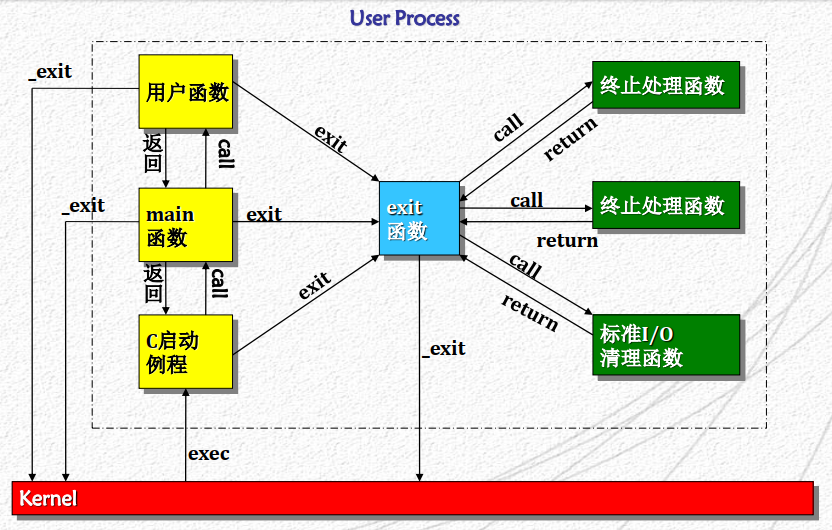 User Process
_exit
用户函数
终止处理函数
exit
call
return
返回
call
_exit
main
函数
exit
exit
函数
call
return
终止处理函数
返回
call
exit
call
return
C启动
例程
_exit
标准I/O
清理函数
exec
Kernel